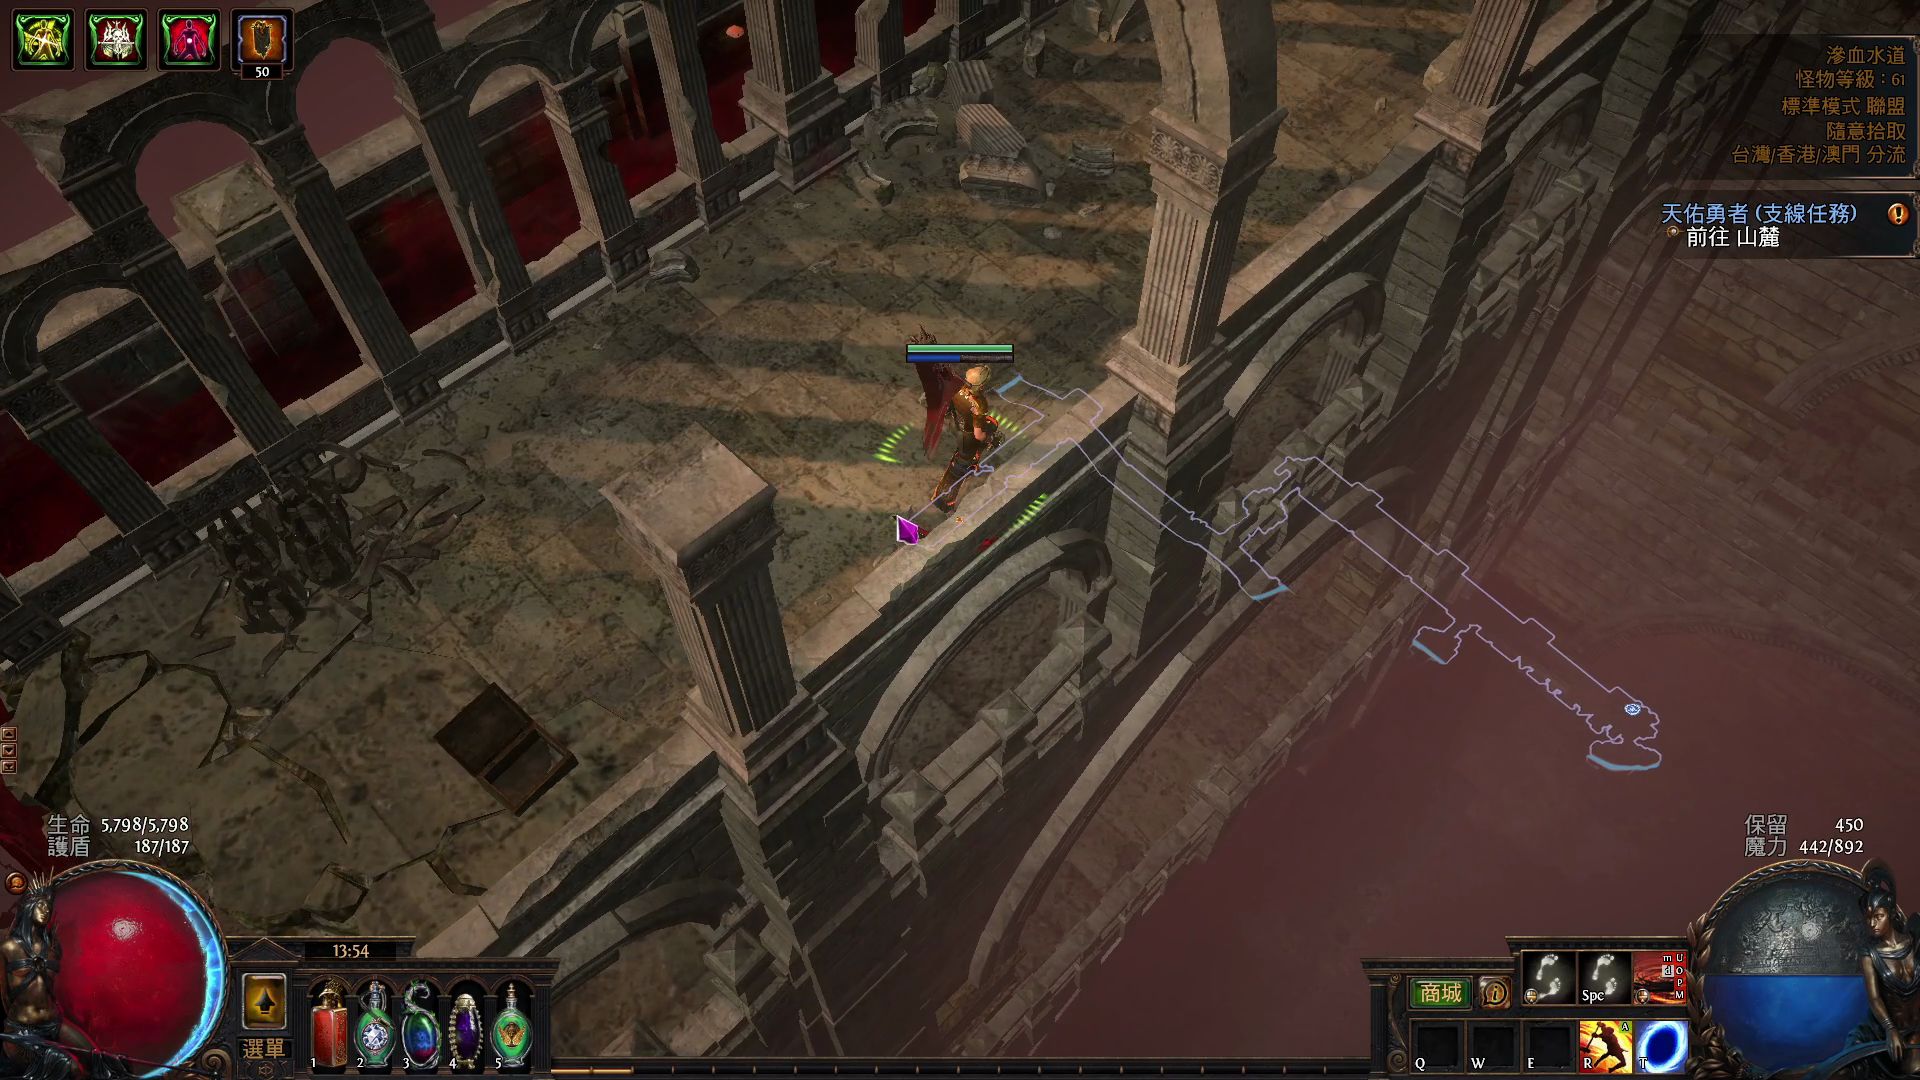 50
滲血水道
怪物等級：61
標準模式 聯盟
隨意拾取
台灣/香港/澳門 分流
天佑勇者 (支線任務)
前往 山麓
生命 5,798/5,798
護盾 187/187
保留 450
魔力 442/892
13:54
選單
1 2 3 4 5
商城
Spc
m U
d O
P
M
Q W E R A T